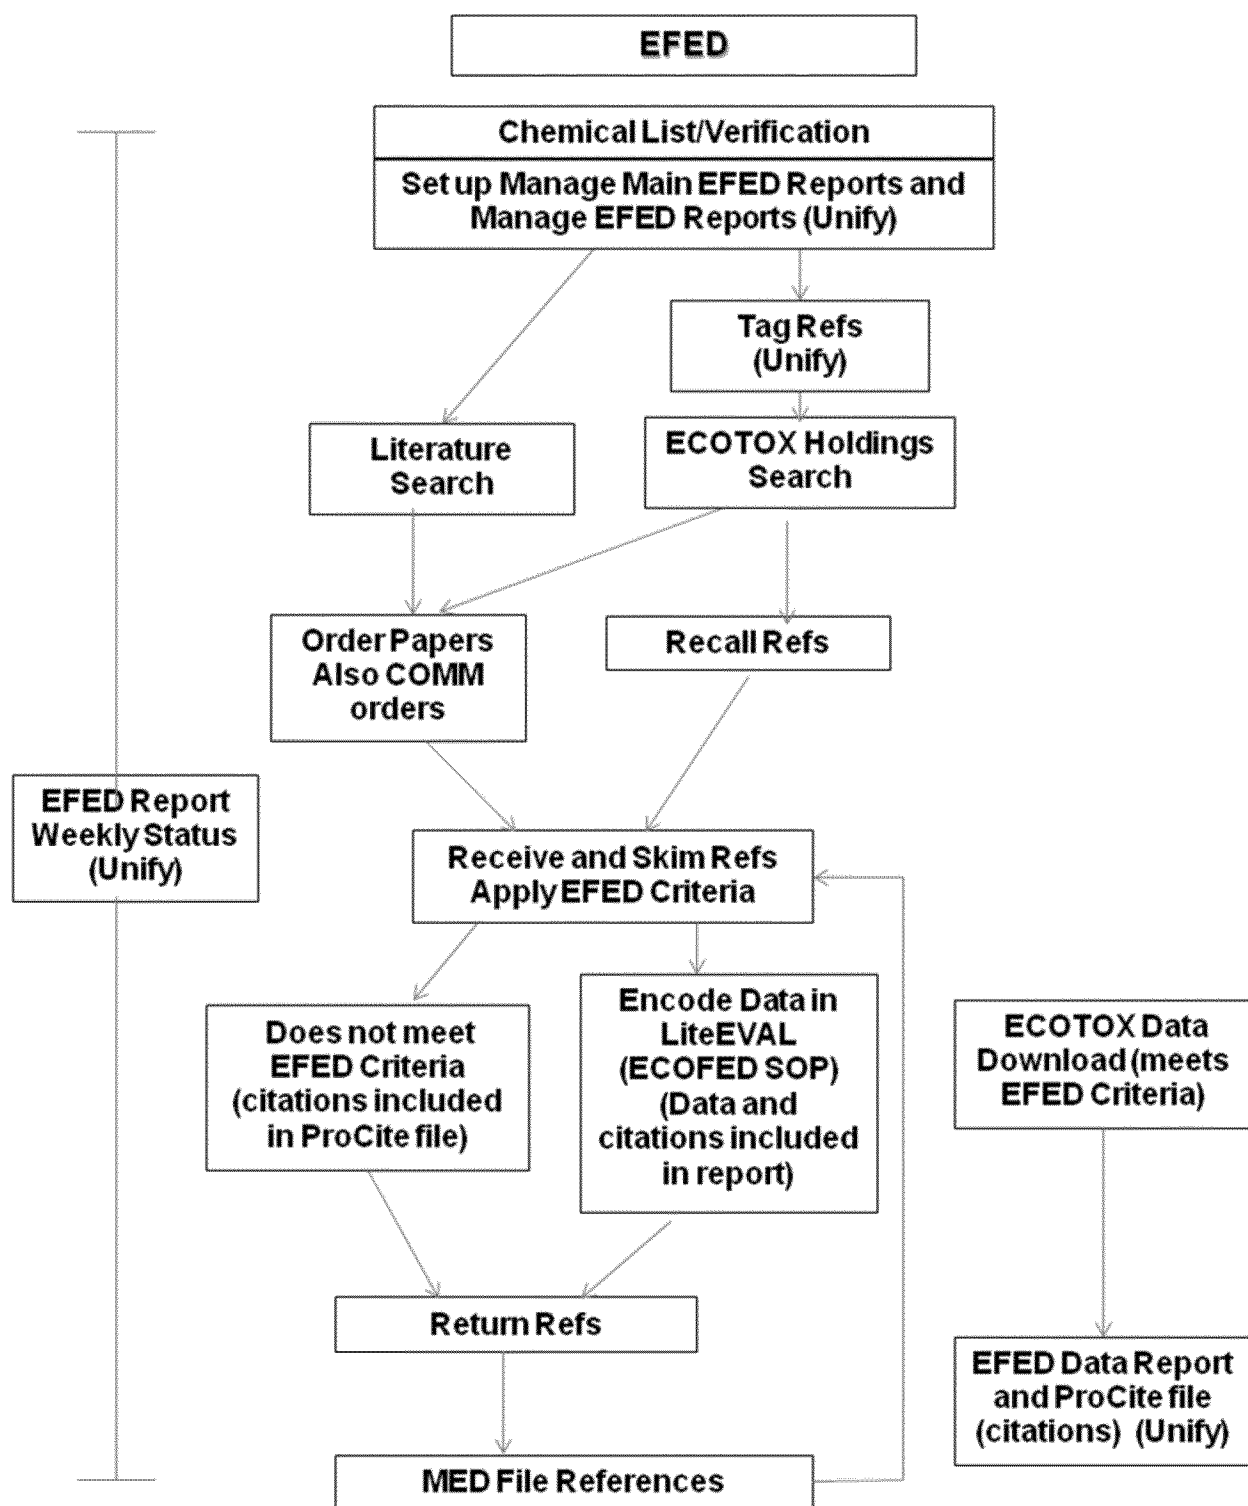 EFED
Chemical List/Verification
Set up Manage Main EFED Reports and
Manage EFED Reports (Unify)
Tag Refs
(Unify)
Literature
Search
ECOTOX Holdings
Search
Order Papers
Also COMM
orders
Recall Refs
EFED Report
Weekly Status
(Unify)
Receive and Skim Refs
Apply EFED Criteria
Does not meet
EFED Criteria
(citations included
in ProCite file)
Encode Data in
LiteEVAL
(ECOFED SOP)
(Data and
citations included
in report)
ECOTOX Data
Download (meets
EFED Criteria)
Return Refs
EFED Data Report
and ProCite file
(citations) (Unify)
MED File References